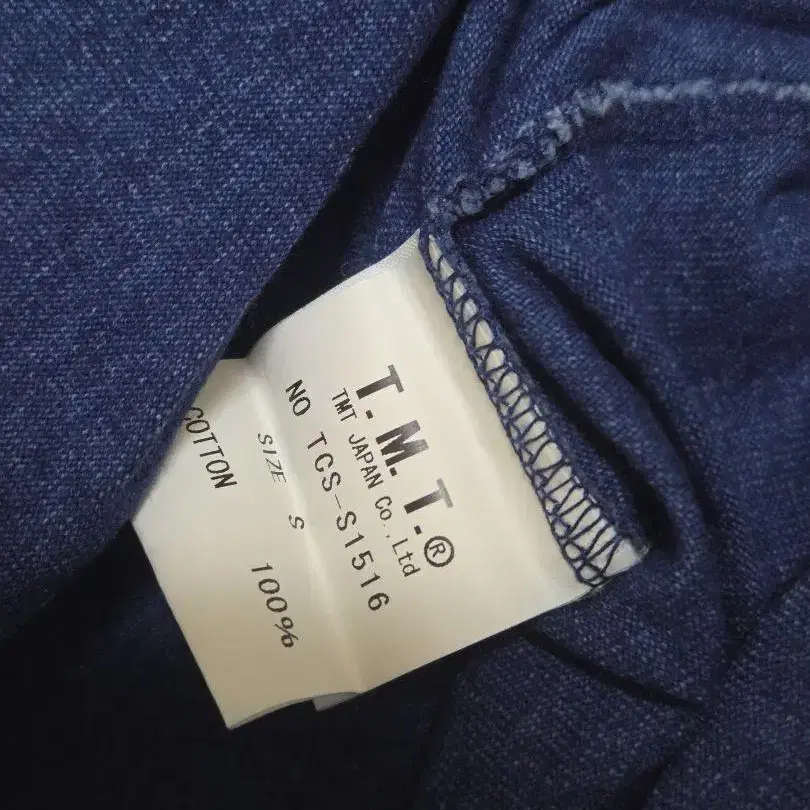 T.M.T.®
TMT JAPAN Co.,Ltd
NO TCS-S1516
SIZE S
COTTON 100%